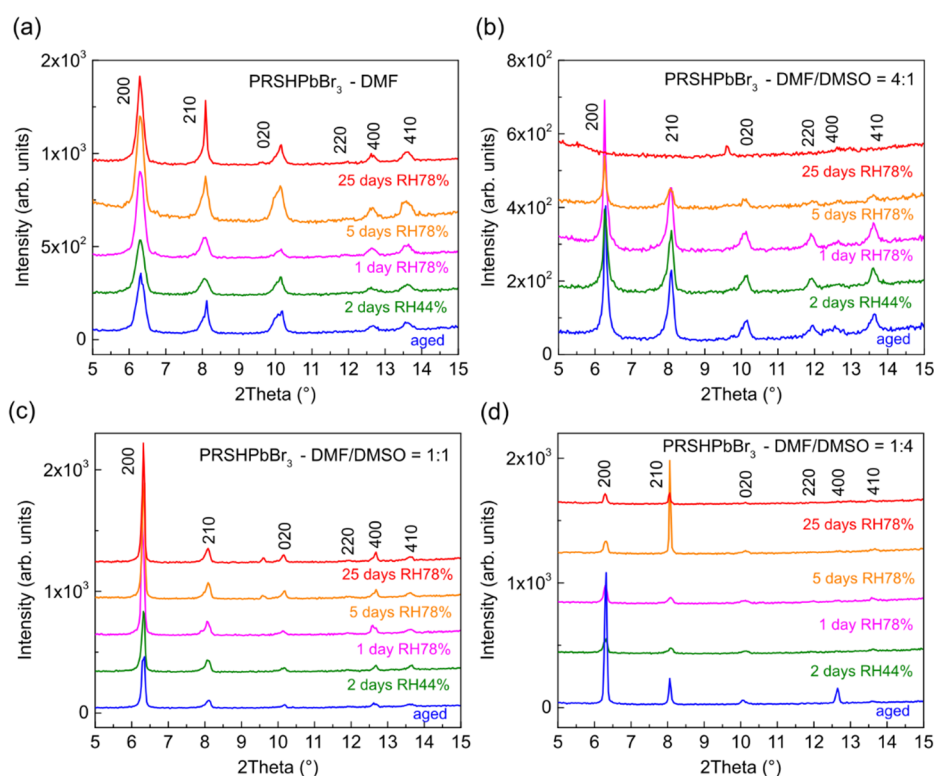 (a)
PRSHPbBr₃ - DMF
2x10³
1x10³
5x10²
0
Intensity (arb. units)
200
210
020
220
400
410
25 days RH78%
5 days RH78%
1 day RH78%
2 days RH44%
aged
5 6 7 8 9 10 11 12 13 14 15
2Theta (°)
(b)
PRSHPbBr₃ - DMF/DMSO = 4:1
8x10²
6x10²
4x10²
2x10²
0
Intensity (arb. units)
200
210
020
220
400
410
25 days RH78%
5 days RH78%
1 day RH78%
2 days RH44%
aged
5 6 7 8 9 10 11 12 13 14 15
2Theta (°)
(c)
PRSHPbBr₃ - DMF/DMSO = 1:1
2x10³
1x10³
0
Intensity (arb. units)
200
210
020
220
400
410
25 days RH78%
5 days RH78%
1 day RH78%
2 days RH44%
aged
5 6 7 8 9 10 11 12 13 14 15
2Theta (°)
(d)
PRSHPbBr₃ - DMF/DMSO = 1:4
2x10³
1x10³
0
Intensity (arb. units)
200
210
020
220
400
410
25 days RH78%
5 days RH78%
1 day RH78%
2 days RH44%
aged
5 6 7 8 9 10 11 12 13 14 15
2Theta (°)